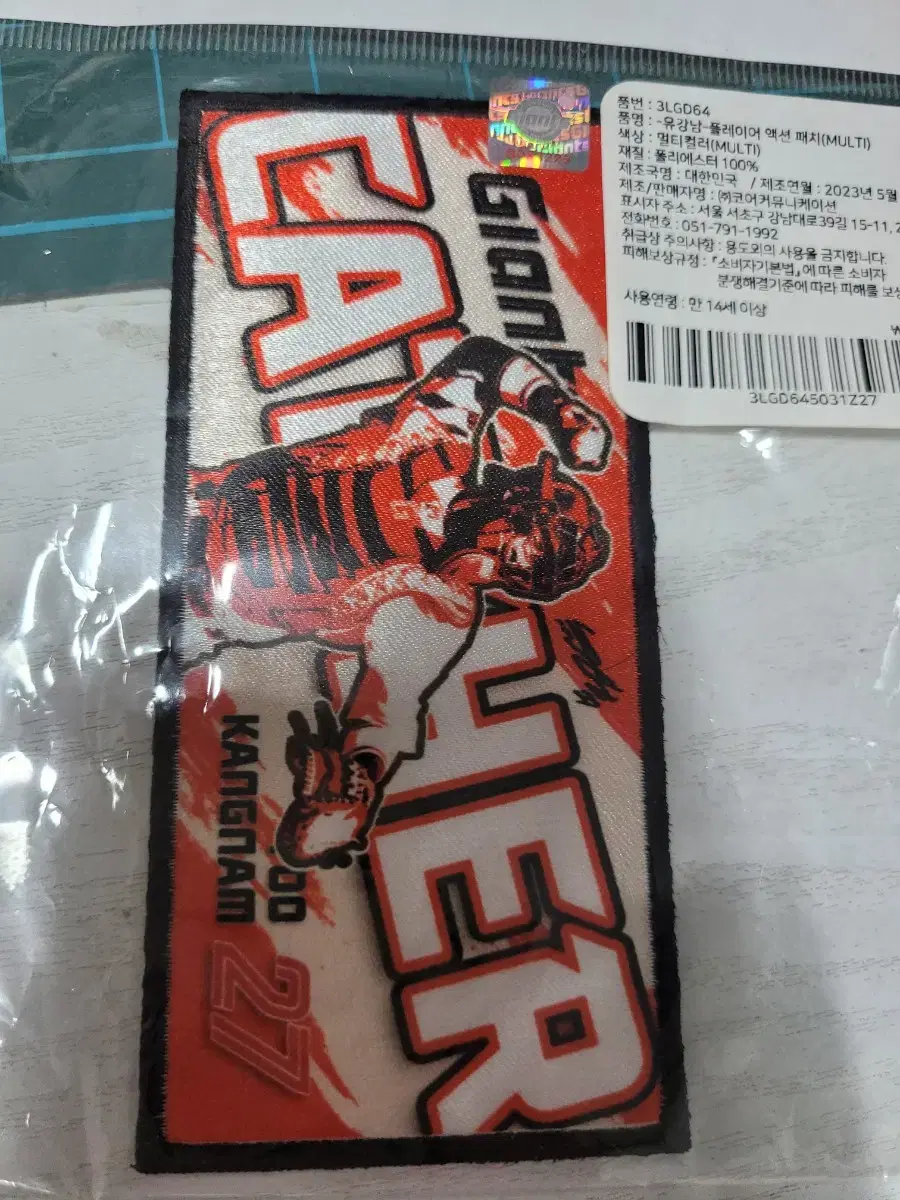 GIANT
CATCHER
YOO
KANGNAM
27
품번 : 3LGD64
품명 : -유강남-플레이어 액션 패치(MULTI)
색상 : 멀티컬러(MULTI)
재질 : 폴리에스터 100%
제조국명 : 대한민국 / 제조연월 : 2023년 5월
제조/판매자명 : ㈜코어커뮤니케이션
표시자 주소 : 서울 서초구 강남대로39길 15-11, 2
전화번호 : 051-791-1992
취급상 주의사항 : 용도외의 사용을 금지합니다.
피해보상규정 : 『소비자기본법』에 따른 소비자
분쟁해결기준에 따라 피해를 보상
사용연령 : 만 14세 이상
₩
3LGD645031Z27